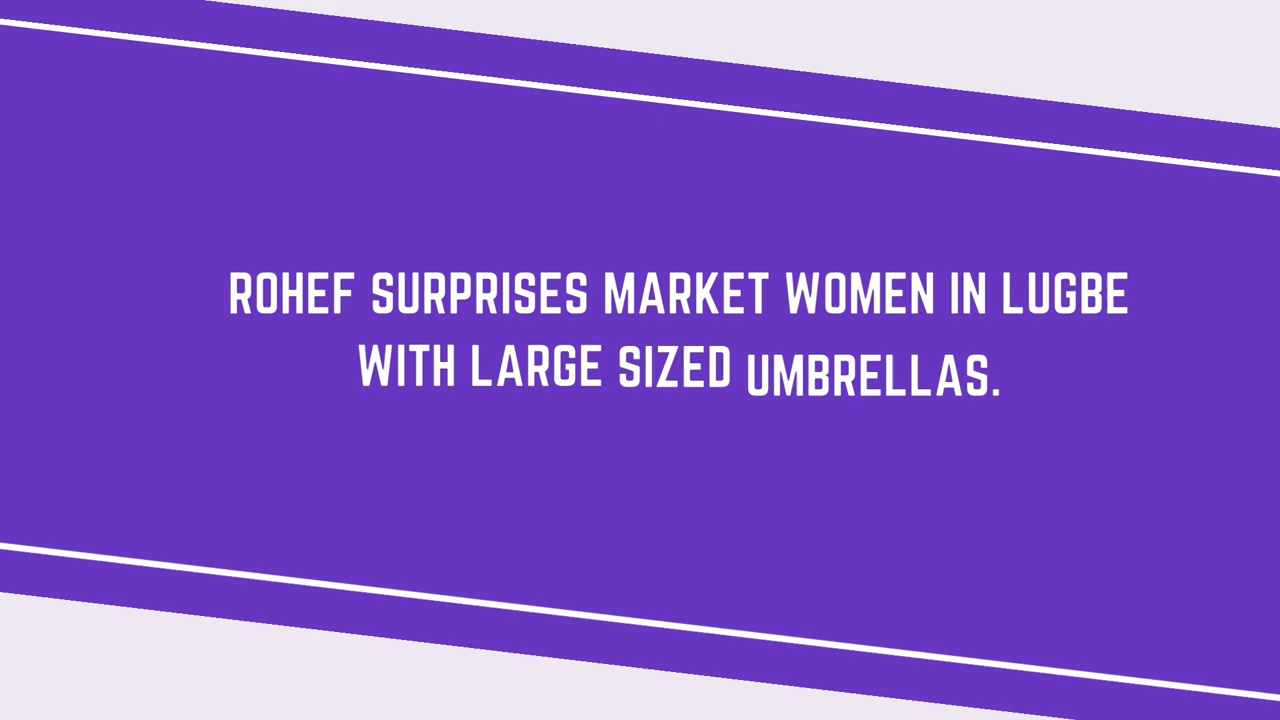 ROHEF SURPRISES MARKET WOMEN IN LUGBE
WITH LARGE SIZED UMBRELLAS.